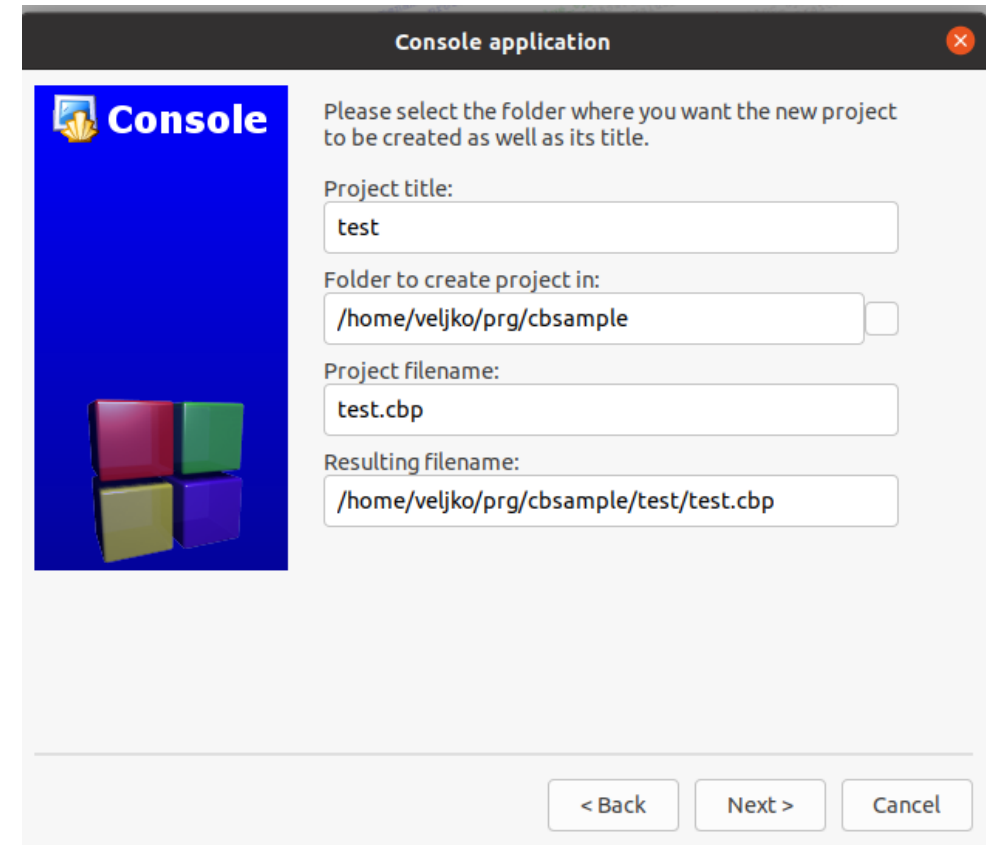 Console application
Console
Please select the folder where you want the new project
to be created as well as its title.
Project title:
test
Folder to create project in:
/home/veljko/prg/cbsample
Project filename:
test.cbp
Resulting filename:
/home/veljko/prg/cbsample/test/test.cbp
< Back
Next >
Cancel